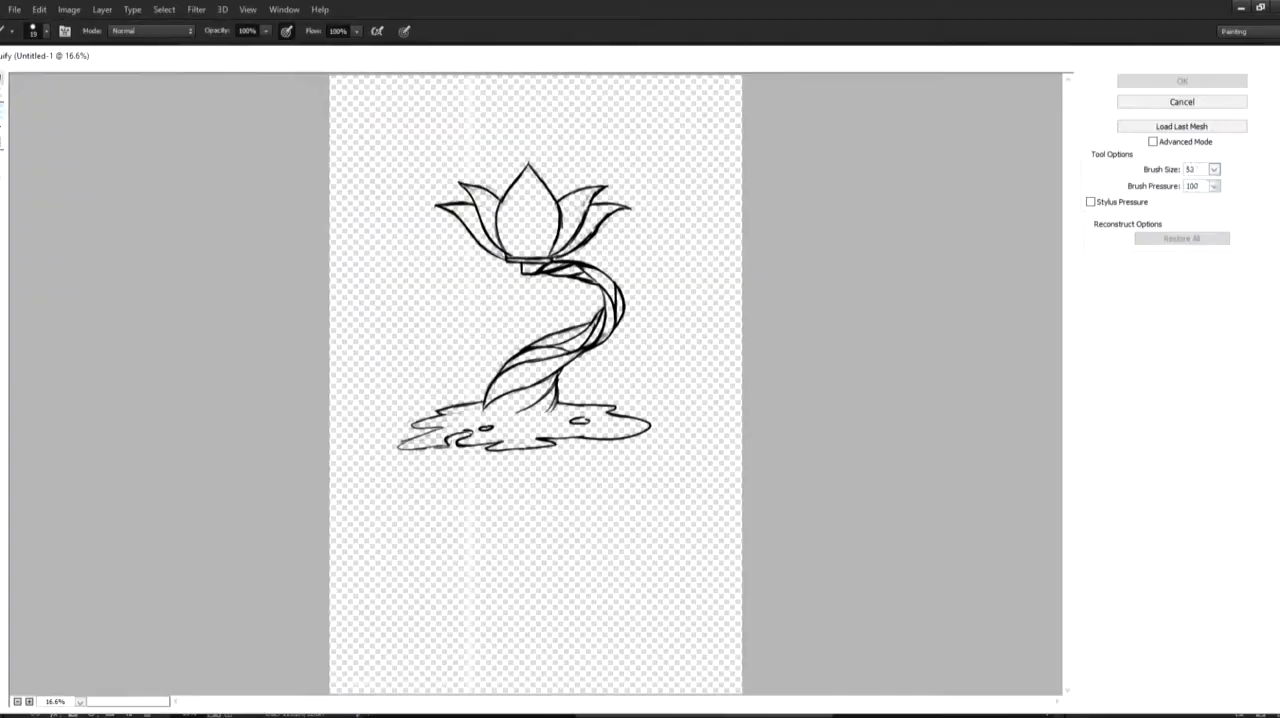 File Edit Image Layer Type Select Filter 3D View Window Help
19 Mode: Normal Opacity: 100% Flow: 100% Painting
uify (Untitled-1 @ 16.6%)
OK
Cancel
Load Last Mesh
Advanced Mode
Tool Options
Brush Size: 53
Brush Pressure: 100
Stylus Pressure
Reconstruct Options
Restore All
16.6%